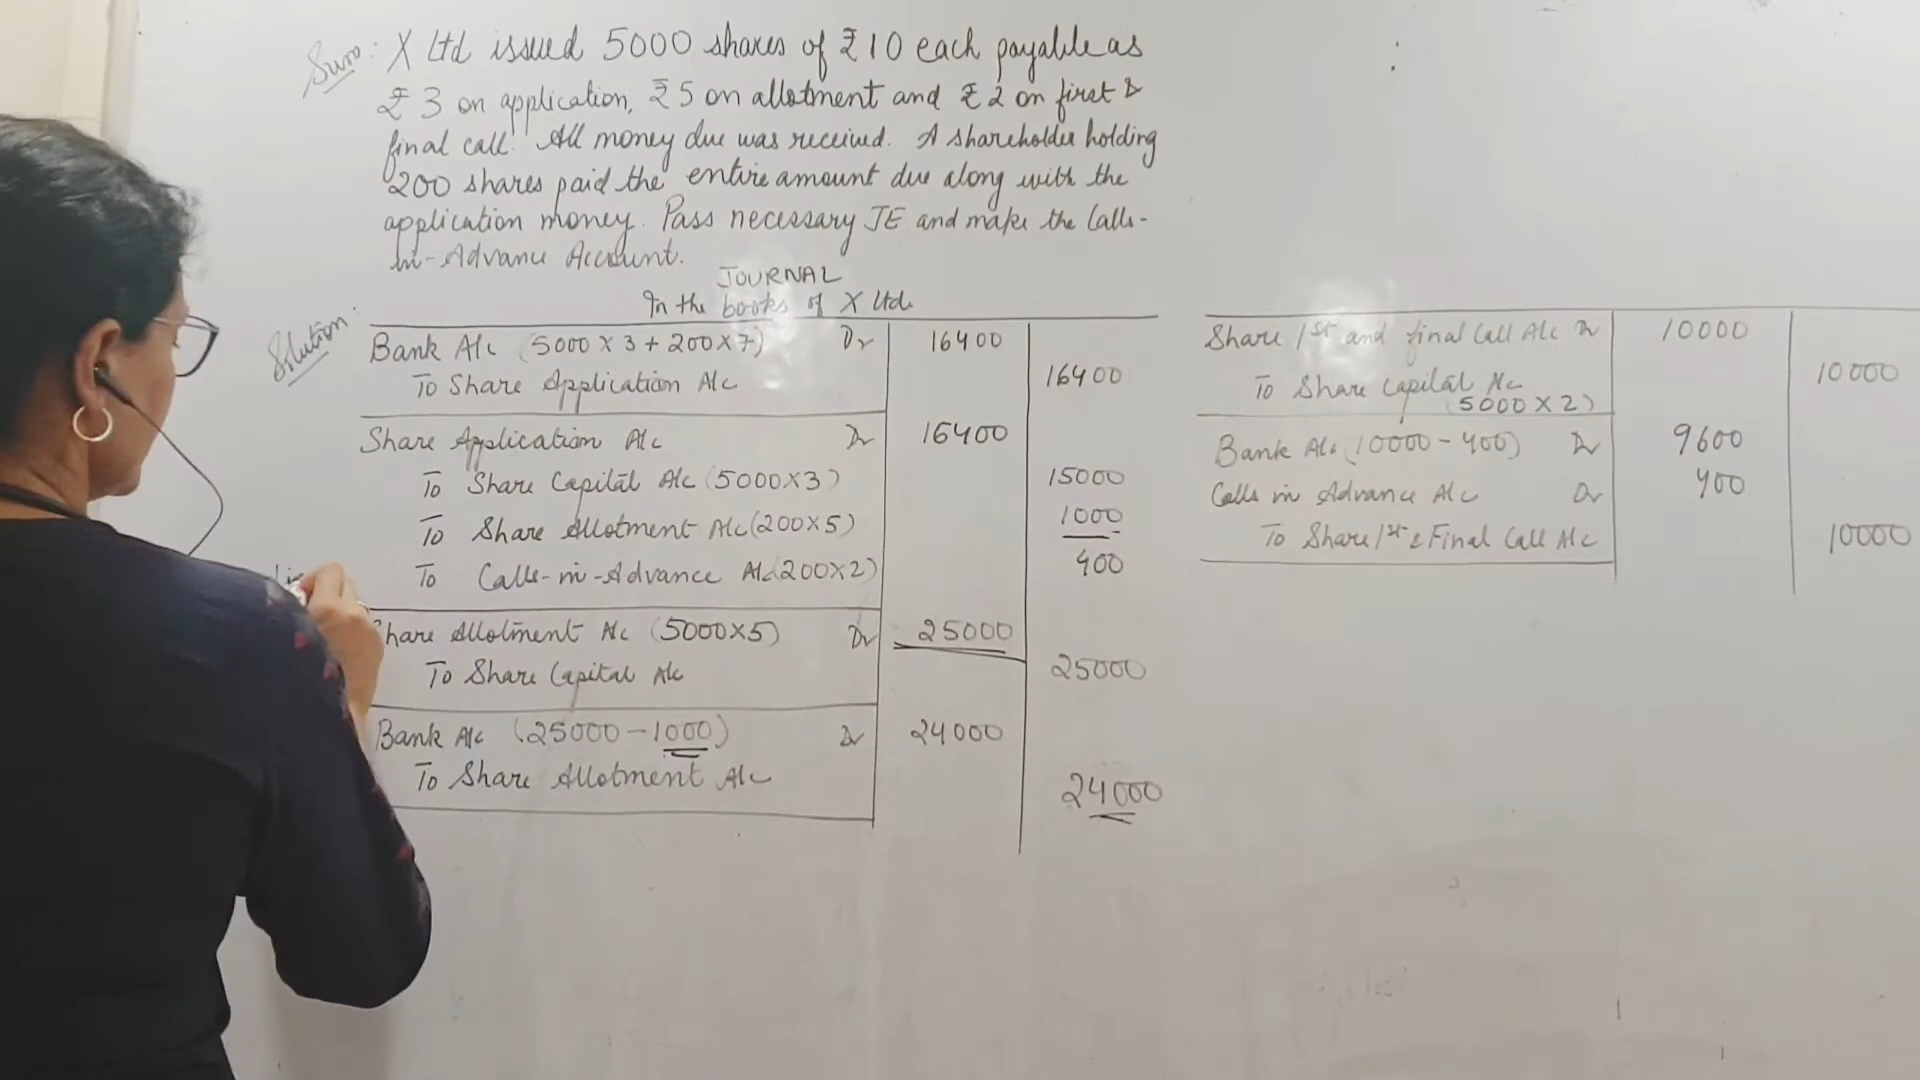 Sum: X Ltd issued 5000 shares of ₹10 each payable as
₹3 on application, ₹5 on allotment and ₹2 on first &
final call. All money due was received. A shareholder holding
200 shares paid the entire amount due along with the
application money. Pass necessary JE and make the Calls-
in-Advance Account.
JOURNAL
In the books of X Ltd.
Solution:
Bank A/c (5000 X 3 + 200 X 7) Dr 16400
To Share Application A/c 16400
Share Application A/c Dr 16400
To Share Capital A/c (5000X3) 15000
To Share Allotment A/c (200X5) 1000
To Calls-in-Advance A/c (200X2) 400
hare Allotment A/c (5000X5) Dr 25000
To Share Capital A/c 25000
Bank A/c (25000-1000) Dr 24000
To Share Allotment A/c 24000
Share 1st and final Call A/c Dr 10000
To Share Capital A/c 10000
(5000 X 2)
Bank A/c (10000-400) Dr 9600
Calls in Advance A/c Dr 400
To Share 1st & Final Call A/c 10000